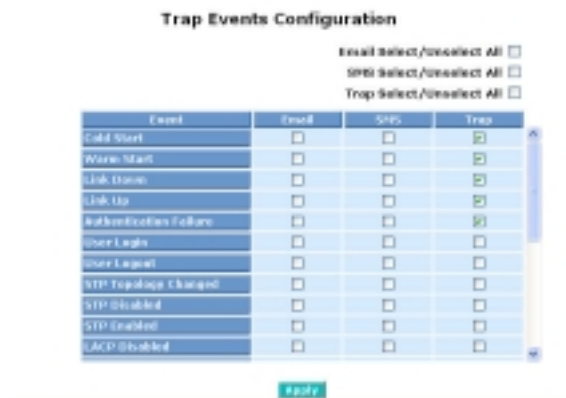 Trap Events Configuration
Email Select/Unselect All
SMS Select/Unselect All
Trap Select/Unselect All
Event Email SMS Trap
Cold Start
Warm Start
Link Down
Link Up
Authentication Failure
User Login
User Logout
STP Topology Changed
STP Disabled
STP Enabled
LACP Disabled
Apply